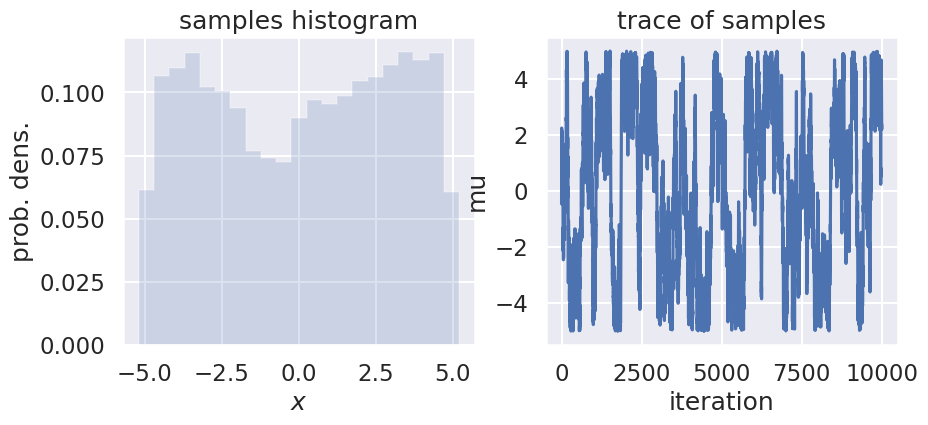 samples histogram
prob. dens.
0.100
0.075
0.050
0.025
0.000
−5.0 −2.5 0.0 2.5 5.0
x
trace of samples
mu
4
2
0
−2
−4
0 2500 5000 7500 10000
iteration